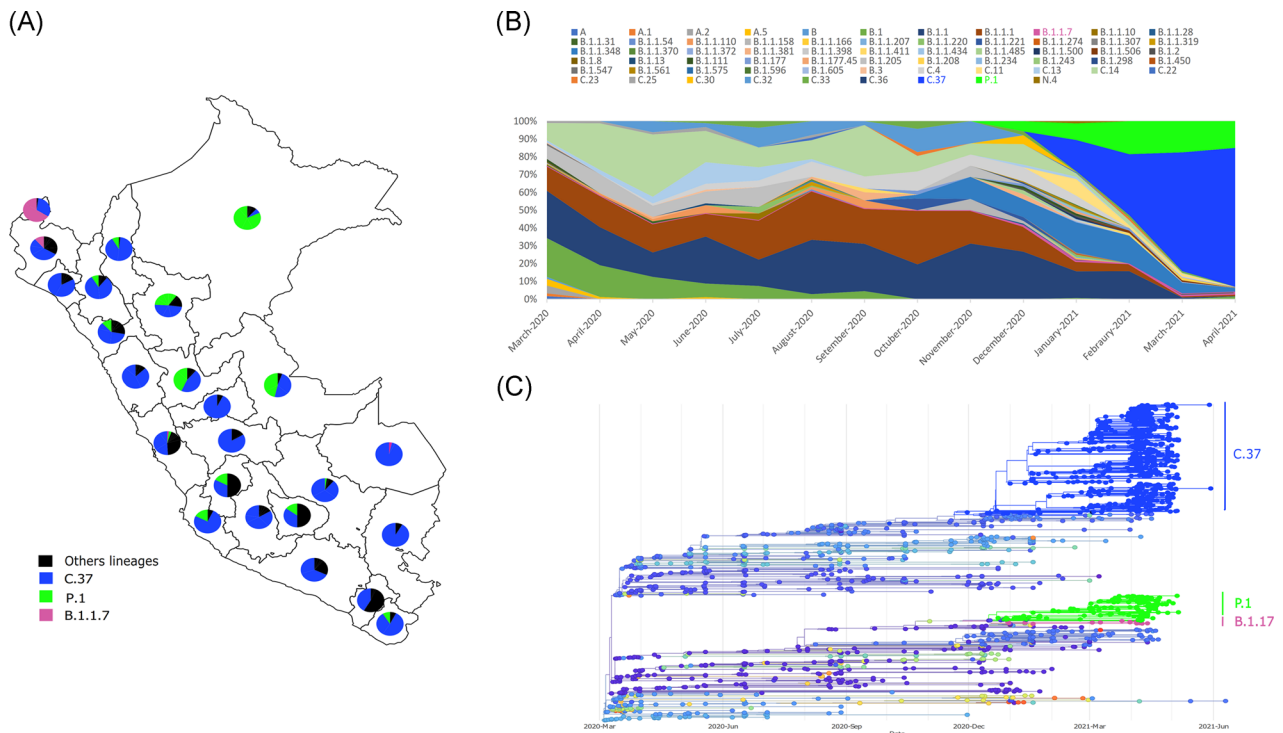 (A)
Others lineages
C.37
P.1
B.1.1.7
(B)
A A.1 A.2 A.5 B B.1 B.1.1 B.1.1.1 B.1.1.7 B.1.1.10 B.1.1.28
B.1.1.31 B.1.1.54 B.1.1.110 B.1.1.158 B.1.1.166 B.1.1.207 B.1.1.220 B.1.1.221 B.1.1.274 B.1.1.307 B.1.1.319
B.1.1.348 B.1.1.370 B.1.1.372 B.1.1.381 B.1.1.398 B.1.1.411 B.1.1.434 B.1.1.485 B.1.1.500 B.1.1.506 B.1.2
B.1.8 B.1.13 B.1.111 B.1.177 B.1.177.45 B.1.205 B.1.208 B.1.234 B.1.243 B.1.298 B.1.450
B.1.547 B.1.561 B.1.575 B.1.596 B.1.605 B.3 C.4 C.11 C.13 C.14 C.22
C.23 C.25 C.30 C.32 C.33 C.36 C.37 P.1 N.4
100%
90%
80%
70%
60%
50%
40%
30%
20%
10%
0%
March-2020 April-2020 May-2020 June-2020 July-2020 August-2020 Setember-2020 Octuber-2020 November-2020 December-2020 January-2021 Febraury-2021 March-2021 April-2021
(C)
C.37
P.1
B.1.17
2020-Mar 2020-Jun 2020-Sep 2020-Dec 2021-Mar 2021-Jun